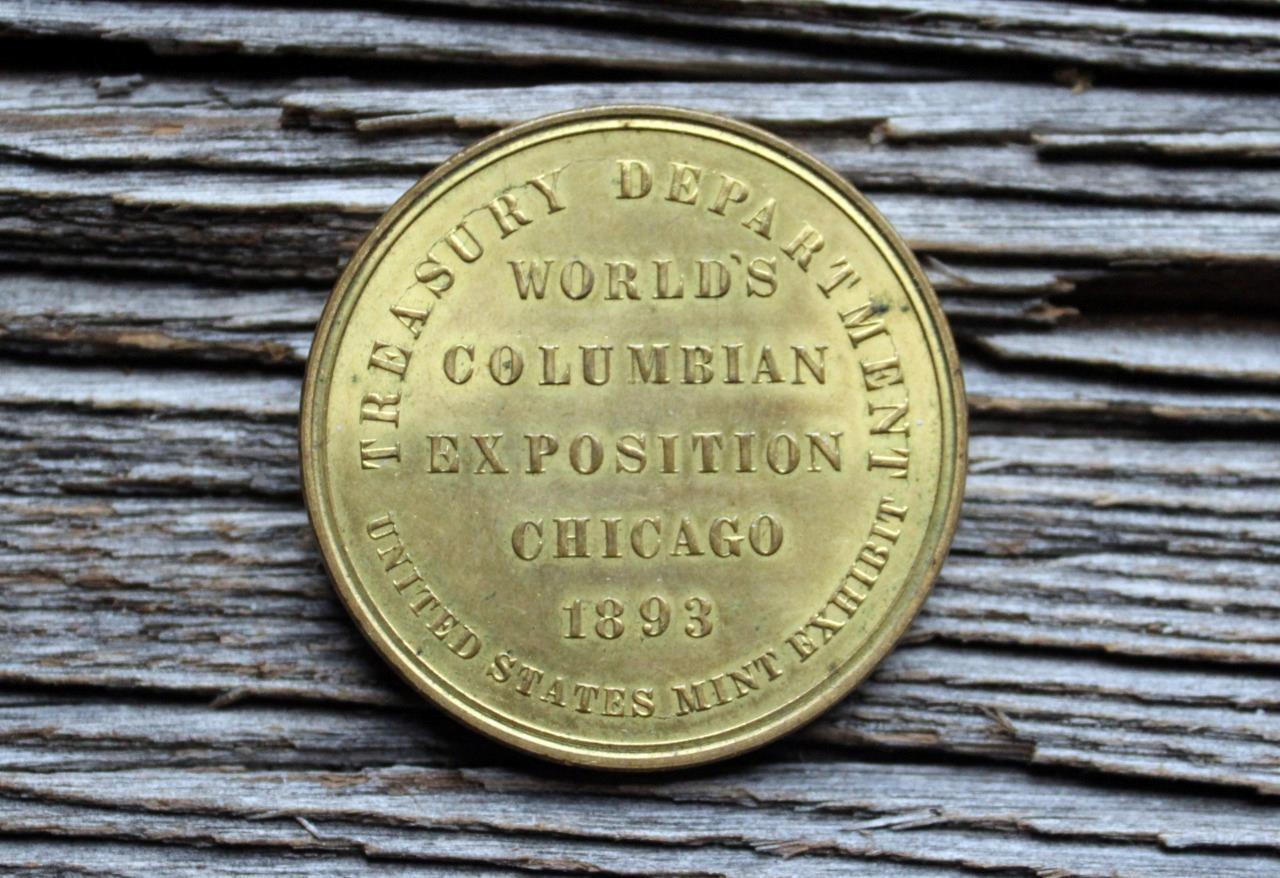 TREASURY DEPARTMENT
WORLD'S
COLUMBIAN
EXPOSITION
CHICAGO
1893
UNITED STATES MINT EXHIBIT